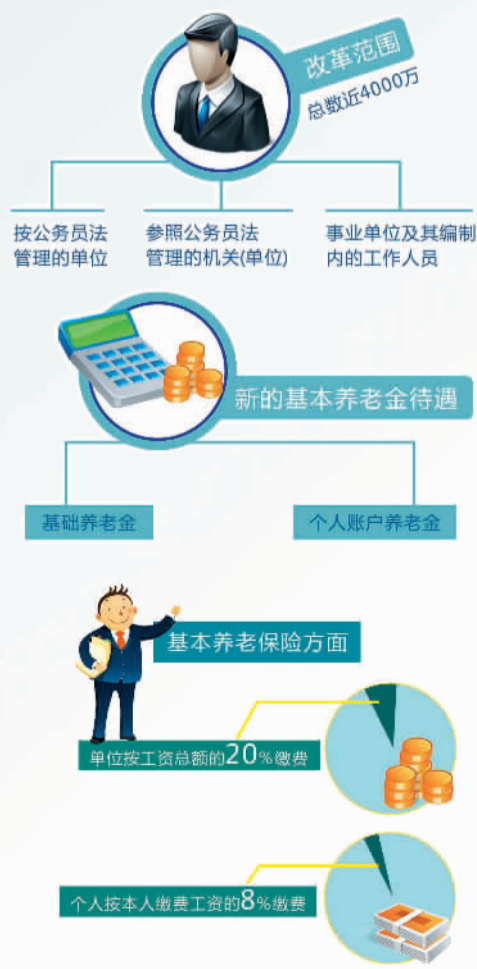 改革范围
总数近4000万
按公务员法
管理的单位
参照公务员法
管理的机关(单位)
事业单位及其编制
内的工作人员
新的基本养老金待遇
基础养老金
个人账户养老金
基本养老保险方面
单位按工资总额的20%缴费
个人按本人缴费工资的8%缴费